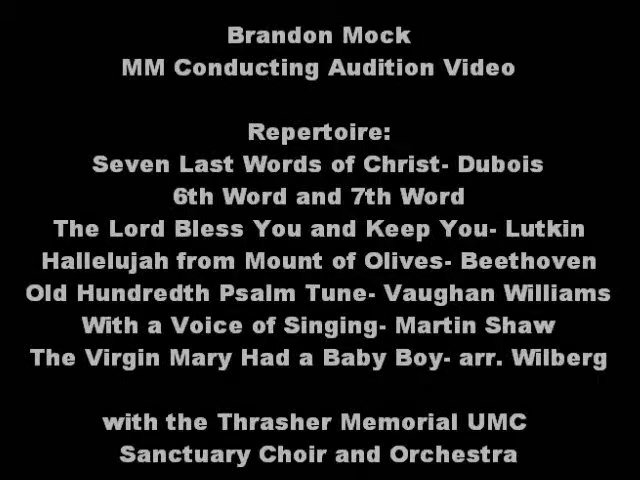 Brandon Mock
MM Conducting Audition Video
Repertoire:
Seven Last Words of Christ- Dubois
6th Word and 7th Word
The Lord Bless You and Keep You- Lutkin
Hallelujah from Mount of Olives- Beethoven
Old Hundredth Psalm Tune- Vaughan Williams
With a Voice of Singing- Martin Shaw
The Virgin Mary Had a Baby Boy- arr. Wilberg
with the Thrasher Memorial UMC
Sanctuary Choir and Orchestra